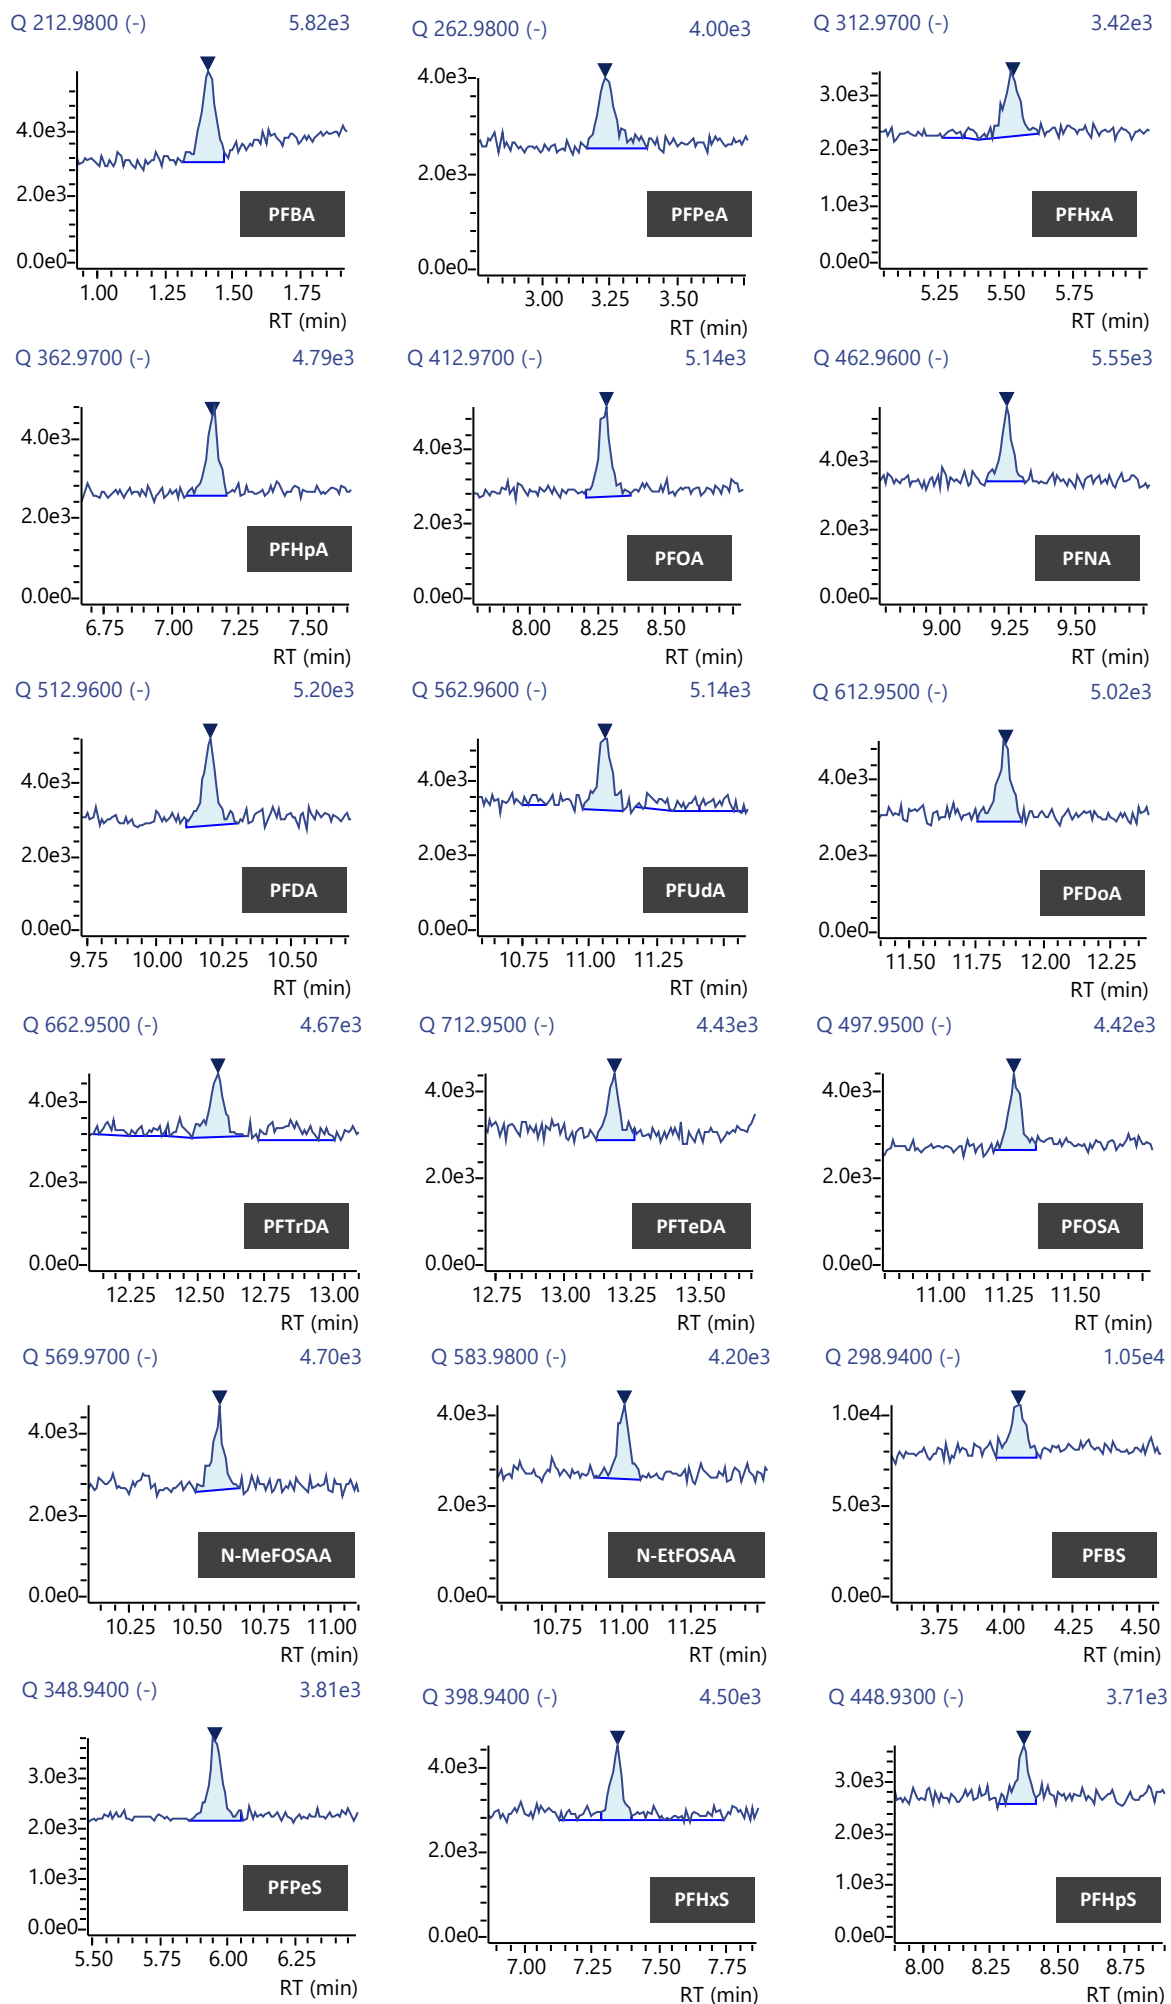 Q 212.9800 (-) 5.82e3
4.0e3
2.0e3
0.0e0
PFBA
1.00 1.25 1.50 1.75
RT (min)
Q 262.9800 (-) 4.00e3
4.0e3
2.0e3
0.0e0
PFPeA
3.00 3.25 3.50
RT (min)
Q 312.9700 (-) 3.42e3
3.0e3
2.0e3
1.0e3
0.0e0
PFHxA
5.25 5.50 5.75
RT (min)
Q 362.9700 (-) 4.79e3
4.0e3
2.0e3
0.0e0
PFHpA
6.75 7.00 7.25 7.50
RT (min)
Q 412.9700 (-) 5.14e3
4.0e3
2.0e3
0.0e0
PFOA
8.00 8.25 8.50
RT (min)
Q 462.9600 (-) 5.55e3
4.0e3
2.0e3
0.0e0
PFNA
9.00 9.25 9.50
RT (min)
Q 512.9600 (-) 5.20e3
4.0e3
2.0e3
0.0e0
PFDA
9.75 10.00 10.25 10.50
RT (min)
Q 562.9600 (-) 5.14e3
4.0e3
2.0e3
0.0e0
PFUdA
10.75 11.00 11.25
RT (min)
Q 612.9500 (-) 5.02e3
4.0e3
2.0e3
0.0e0
PFDoA
11.50 11.75 12.00 12.25
RT (min)
Q 662.9500 (-) 4.67e3
4.0e3
2.0e3
0.0e0
PFTrDA
12.25 12.50 12.75 13.00
RT (min)
Q 712.9500 (-) 4.43e3
4.0e3
2.0e3
0.0e0
PFTeDA
12.75 13.00 13.25 13.50
RT (min)
Q 497.9500 (-) 4.42e3
4.0e3
2.0e3
0.0e0
PFOSA
11.00 11.25 11.50
RT (min)
Q 569.9700 (-) 4.70e3
4.0e3
2.0e3
0.0e0
N-MeFOSAA
10.25 10.50 10.75 11.00
RT (min)
Q 583.9800 (-) 4.20e3
4.0e3
2.0e3
0.0e0
N-EtFOSAA
10.75 11.00 11.25
RT (min)
Q 298.9400 (-) 1.05e4
1.0e4
5.0e3
0.0e0
PFBS
3.75 4.00 4.25 4.50
RT (min)
Q 348.9400 (-) 3.81e3
3.0e3
2.0e3
1.0e3
0.0e0
PFPeS
5.50 5.75 6.00 6.25
RT (min)
Q 398.9400 (-) 4.50e3
4.0e3
2.0e3
0.0e0
PFHxS
7.00 7.25 7.50 7.75
RT (min)
Q 448.9300 (-) 3.71e3
3.0e3
2.0e3
1.0e3
0.0e0
PFHpS
8.00 8.25 8.50 8.75
RT (min)